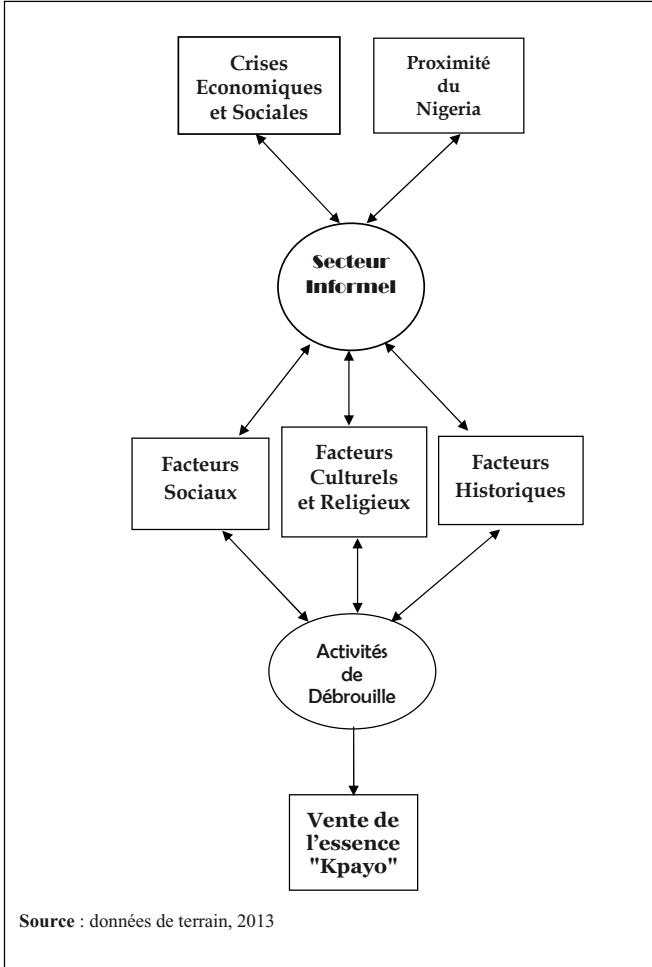 Crises
Economiques
et Sociales
Proximité
du
Nigeria
Secteur
Informel
Facteurs
Sociaux
Facteurs
Culturels
et Religieux
Facteurs
Historiques
Activités
de
Débrouille
Vente de
l'essence
"Kpayo"
Source : données de terrain, 2013